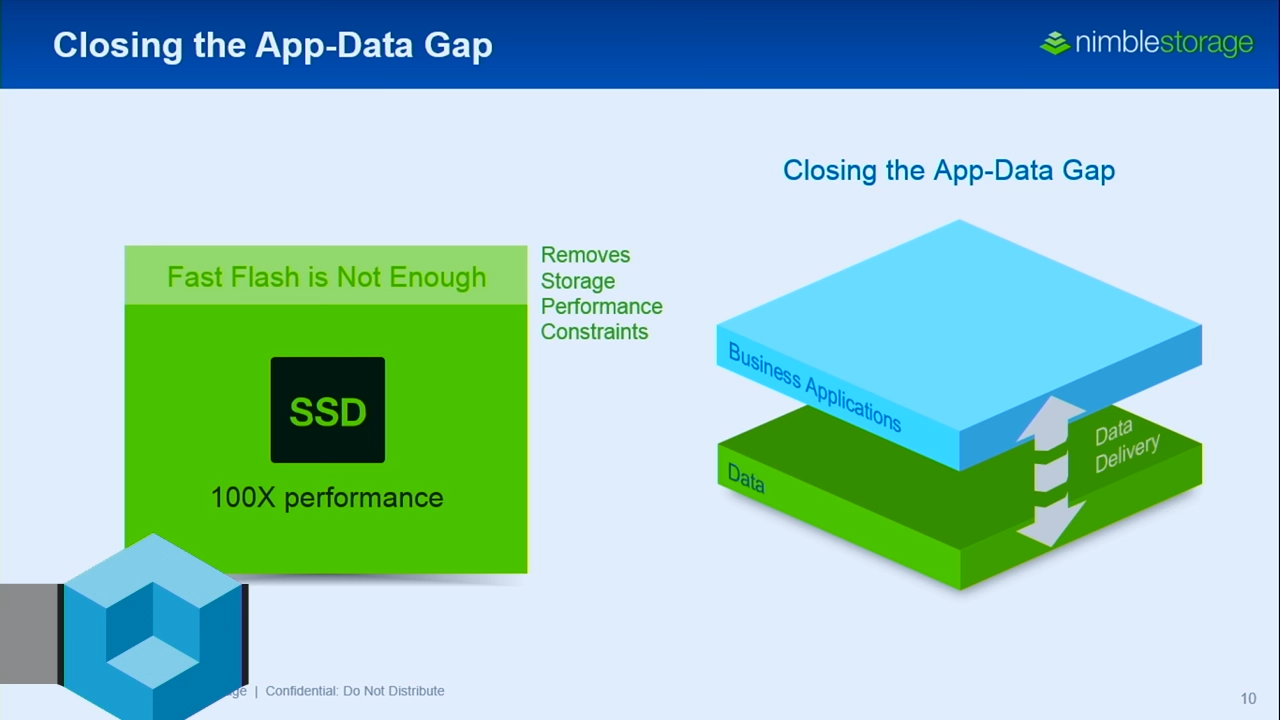 Closing the App-Data Gap
nimblestorage
Closing the App-Data Gap
Fast Flash is Not Enough
Removes
Storage
Performance
Constraints
SSD
100X performance
Business Applications
Data
Delivery
Data
| Confidential: Do Not Distribute
10